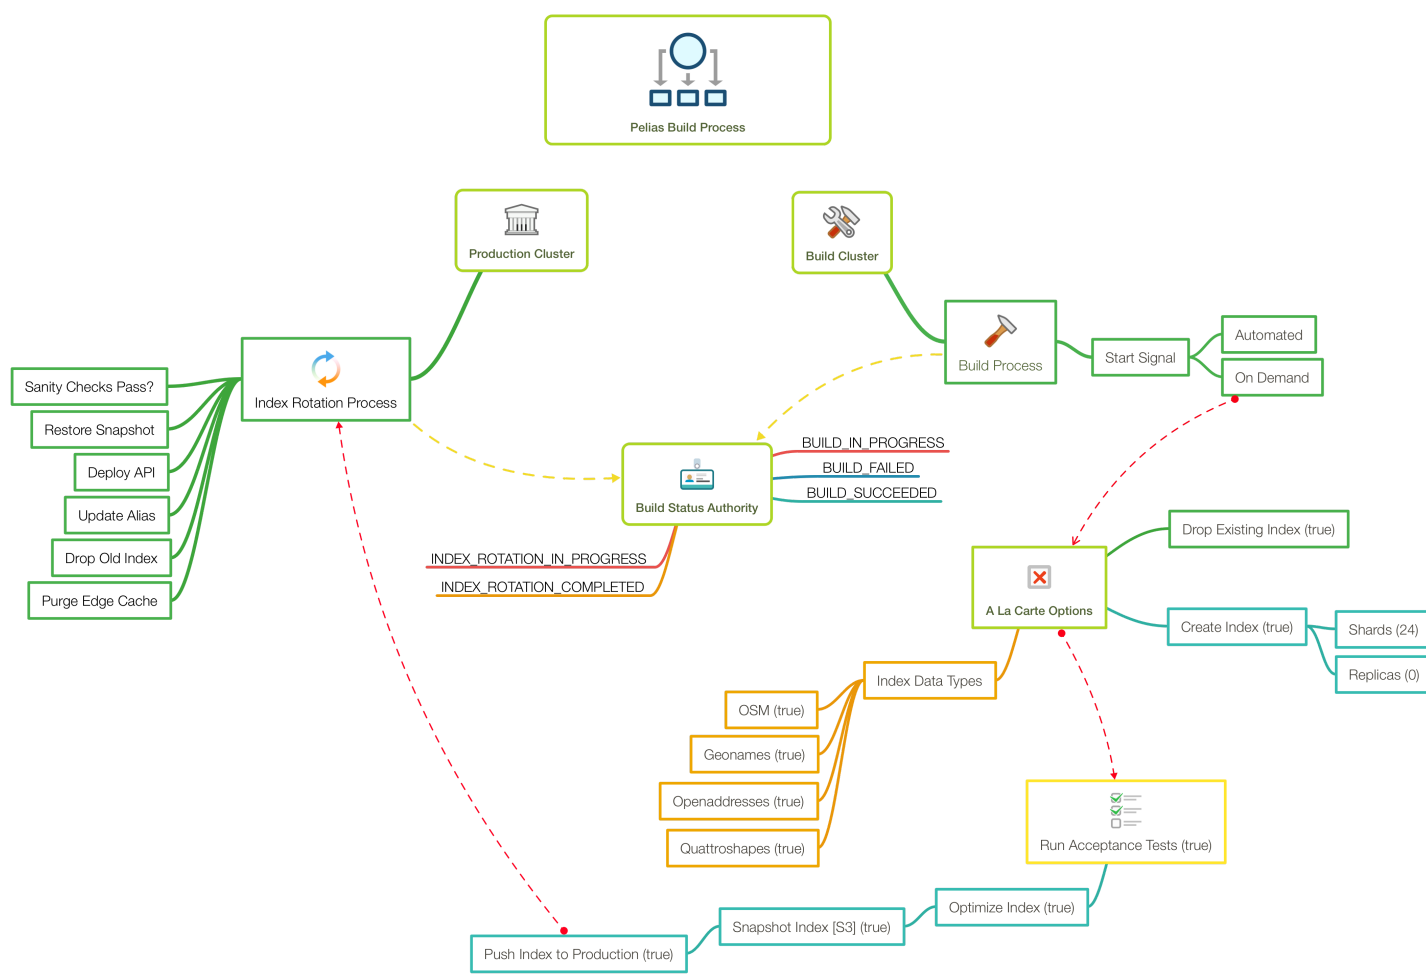 Pelias Build Process
Production Cluster
Build Cluster
Build Process
Start Signal
Automated
On Demand
Index Rotation Process
Sanity Checks Pass?
Restore Snapshot
Deploy API
Update Alias
Drop Old Index
Purge Edge Cache
Build Status Authority
BUILD_IN_PROGRESS
BUILD_FAILED
BUILD_SUCCEEDED
INDEX_ROTATION_IN_PROGRESS
INDEX_ROTATION_COMPLETED
A La Carte Options
Drop Existing Index (true)
Create Index (true)
Shards (24)
Replicas (0)
Index Data Types
OSM (true)
Geonames (true)
Openaddresses (true)
Quattroshapes (true)
Run Acceptance Tests (true)
Optimize Index (true)
Snapshot Index [S3] (true)
Push Index to Production (true)